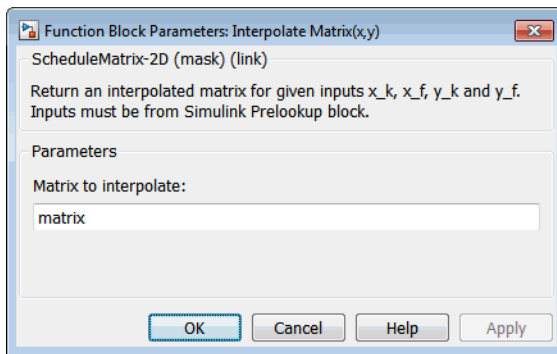 Function Block Parameters: Interpolate Matrix(x,y)
ScheduleMatrix-2D (mask) (link)
Return an interpolated matrix for given inputs x_k, x_f, y_k and y_f.
Inputs must be from Simulink Prelookup block.
Parameters
Matrix to interpolate:
matrix
OK Cancel Help Apply